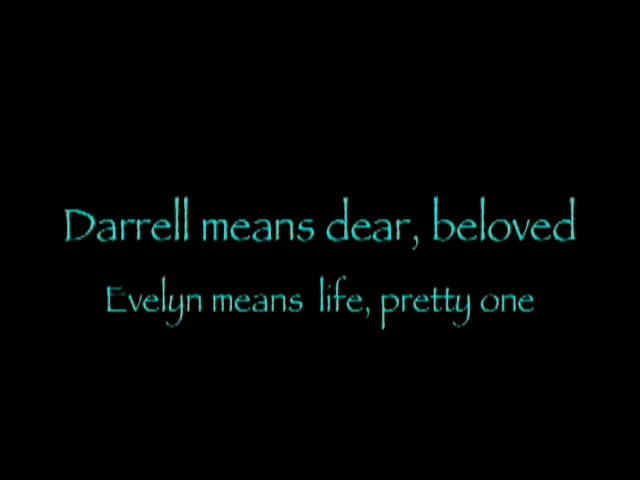 Darrell means dear, beloved
Evelyn means life, pretty one